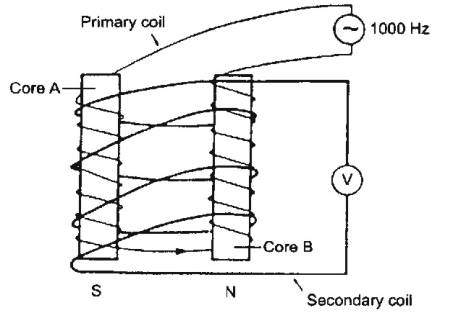 Primary coil
~ 1000 Hz
Core A
V
Core B
S N
Secondary coil